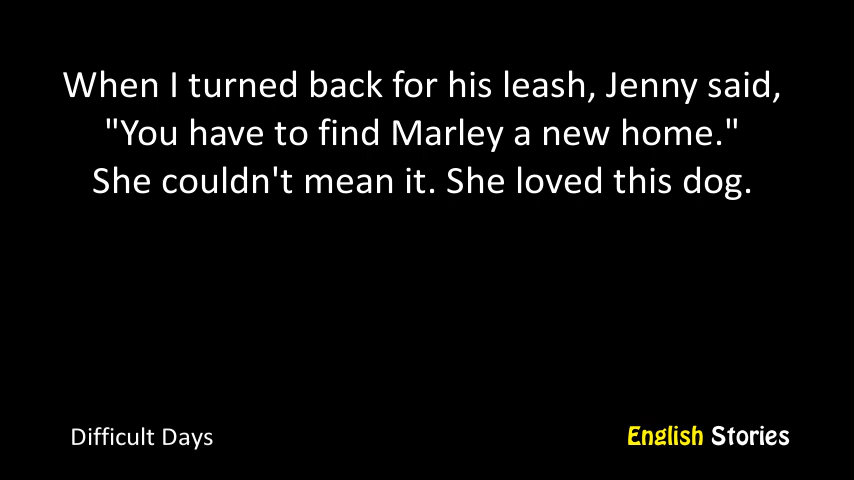 When I turned back for his leash, Jenny said,
"You have to find Marley a new home."
She couldn't mean it. She loved this dog.
Difficult Days
English Stories